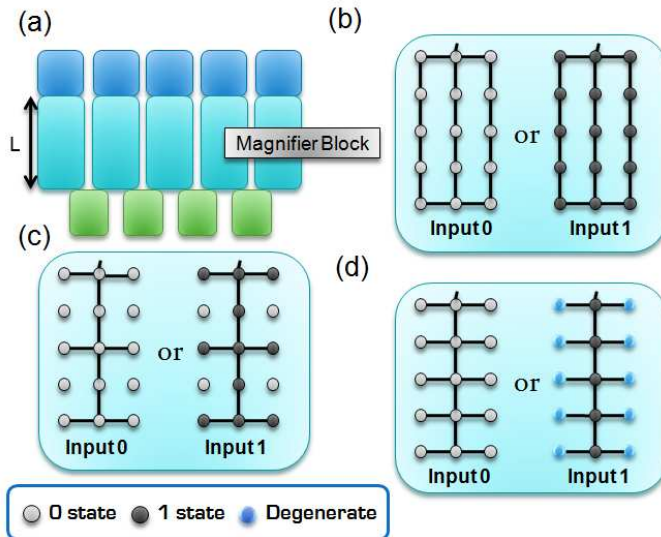 (a)
L
Magnifier Block
(b)
or
Input 0 Input 1
(c)
or
Input 0 Input 1
(d)
or
Input 0 Input 1
0 state 1 state Degenerate